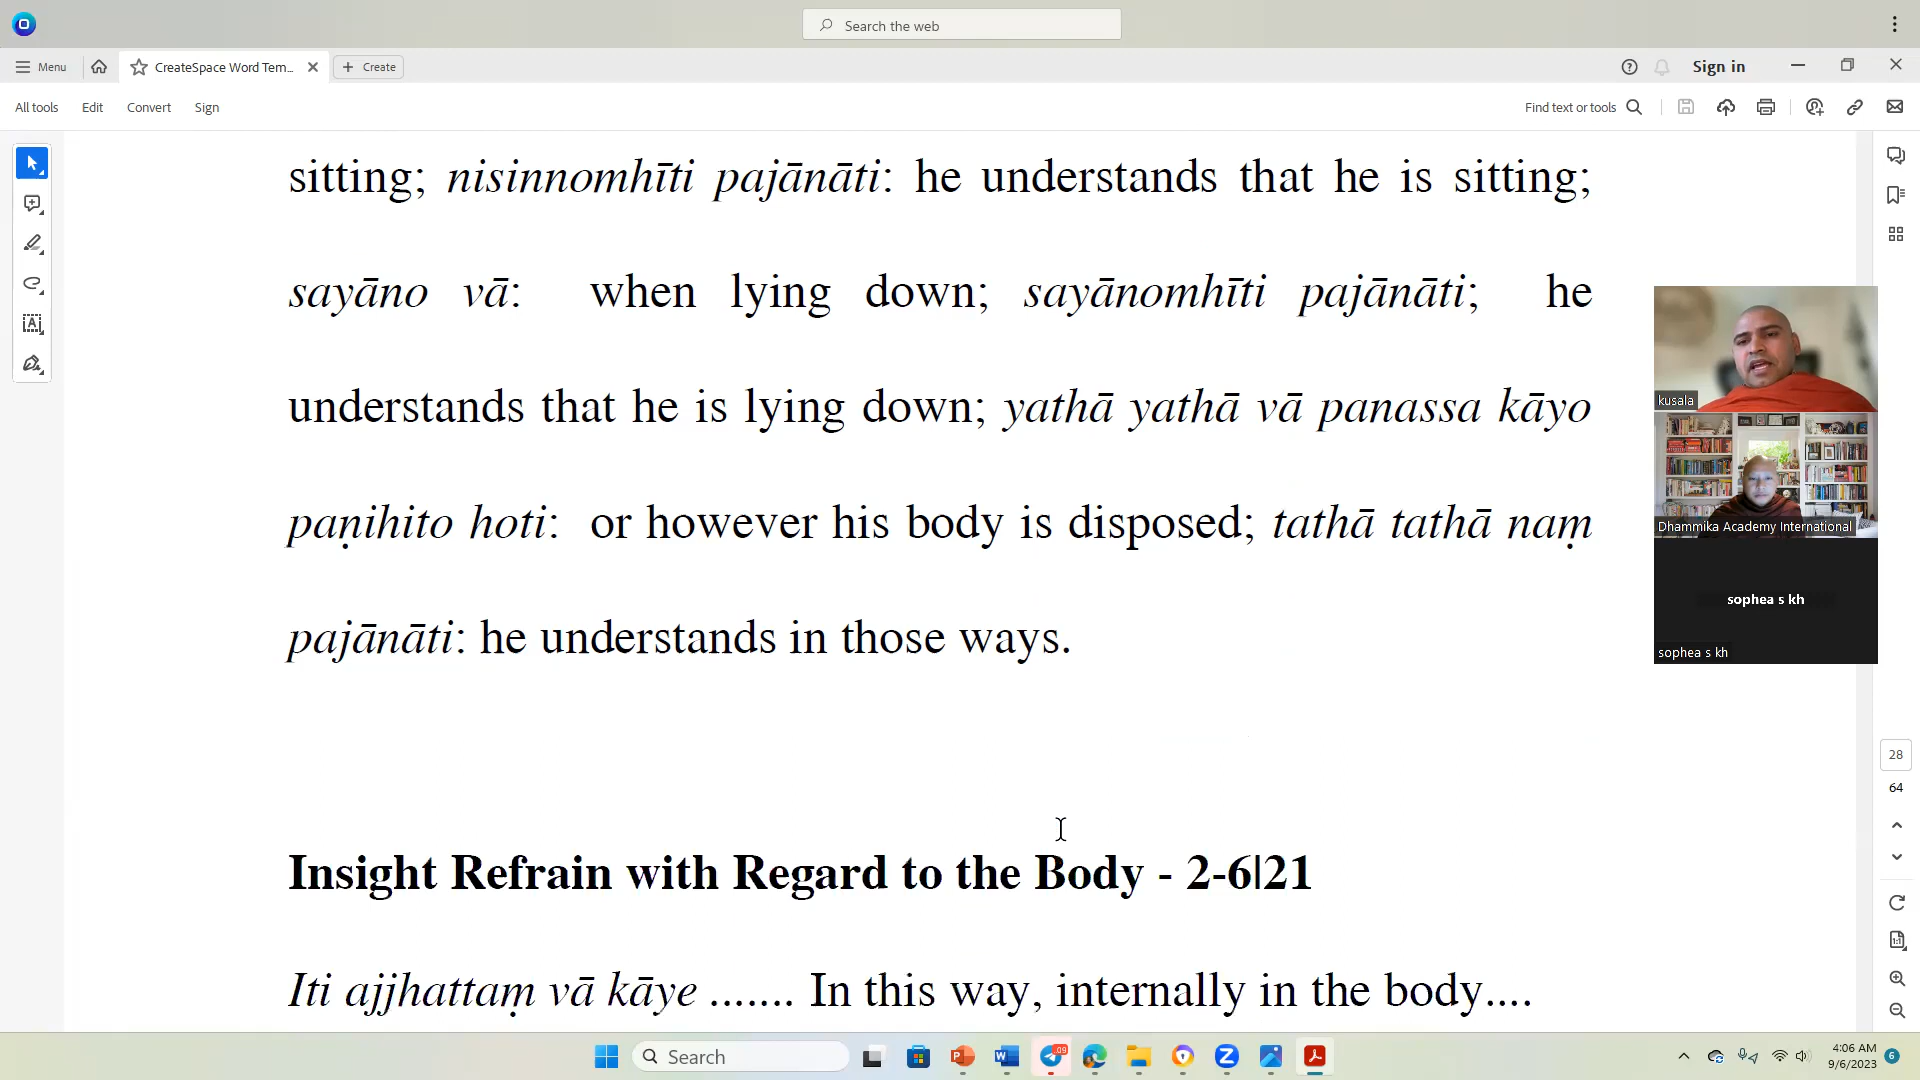 Search the web
Menu
CreateSpace Word Tem...
Create
Sign in
All tools Edit Convert Sign
Find text or tools
sitting; nisinnomhīti pajānāti: he understands that he is sitting;
sayāno vā: when lying down; sayānomhīti pajānāti; he
understands that he is lying down; yathā yathā vā panassa kāyo
paṇihito hoti: or however his body is disposed; tathā tathā naṃ
pajānāti: he understands in those ways.
Insight Refrain with Regard to the Body - 2-6|21
Iti ajjhattaṃ vā kāye ....... In this way, internally in the body....
kusala
Dhammika Academy International
sophea s kh
sophea s kh
28
64
Search
4:06 AM
9/6/2023
6